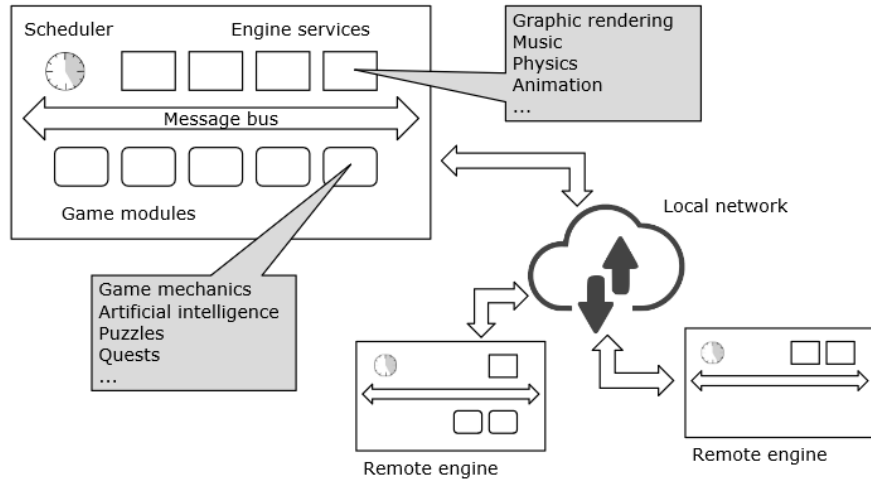 Scheduler
Engine services
Graphic rendering
Music
Physics
Animation
...
Message bus
Game modules
Local network
Game mechanics
Artificial intelligence
Puzzles
Quests
...
Remote engine
Remote engine